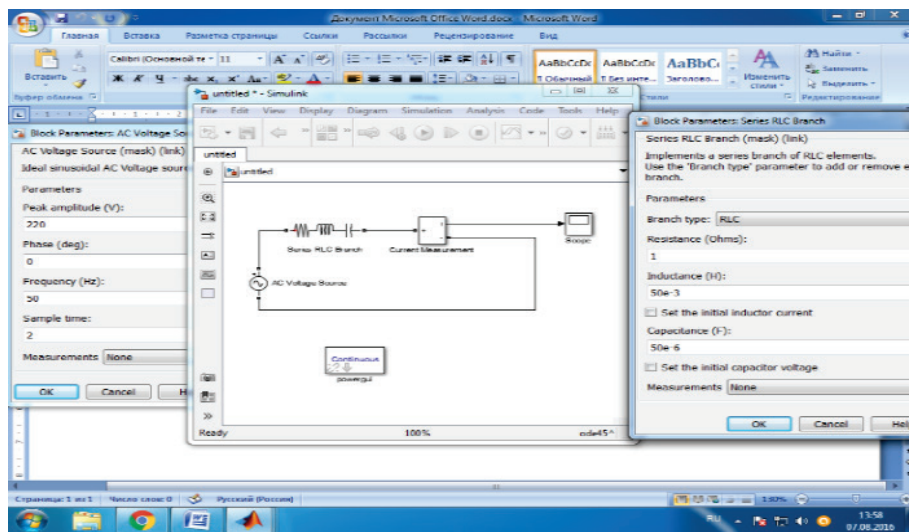 Документ Microsoft Office Word.docx - Microsoft Word
Главная Вставка Разметка страницы Ссылки Рассылки Рецензирование Вид
Вставить
Буфер обмена
Calibri (Основной те 11
Ж К Ч abc x, x' Aa
AaBbCcDc AaBbCcDc AaBbC
¶ Обычный ¶ Без инте... Заголово...
Изменить стили
Найти
Заменить
Выделить
Редактирование
Block Parameters: AC Voltage So
AC Voltage Source (mask) (link)
Ideal sinusoidal AC Voltage sour
Parameters
Peak amplitude (V):
220
Phase (deg):
0
Frequency (Hz):
50
Sample time:
2
Measurements None
OK Cancel H
untitled * - Simulink
File Edit View Display Diagram Simulation Analysis Code Tools Help
untitled
untitled
Series RLC Branch
Current Measurement
Scope
AC Voltage Source
Continuous
powergui
Ready 100% ode45
Block Parameters: Series RLC Branch
Series RLC Branch (mask) (link)
Implements a series branch of RLC elements.
Use the 'Branch type' parameter to add or remove e
branch.
Parameters
Branch type: RLC
Resistance (Ohms):
1
Inductance (H):
50e-3
Set the initial inductor current
Capacitance (F):
50e-6
Set the initial capacitor voltage
Measurements None
OK Cancel Hel
Страница: 1 из 1 Число слов: 0 Русский (Россия) 130%
RU 13:58
07.08.2016